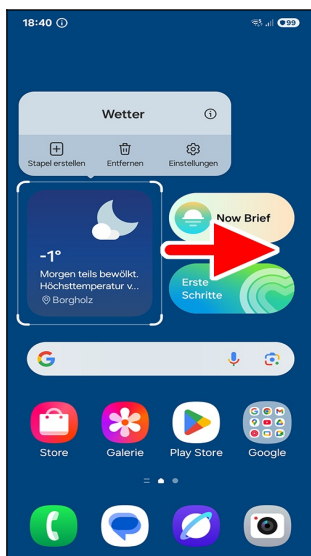 18:40
99
Wetter
Stapel erstellen
Entfernen
Einstellungen
Now Brief
-1°
Morgen teils bewölkt.
Höchsttemperatur v...
Borgholz
Erste
Schritte
G
Store
Galerie
Play Store
Google